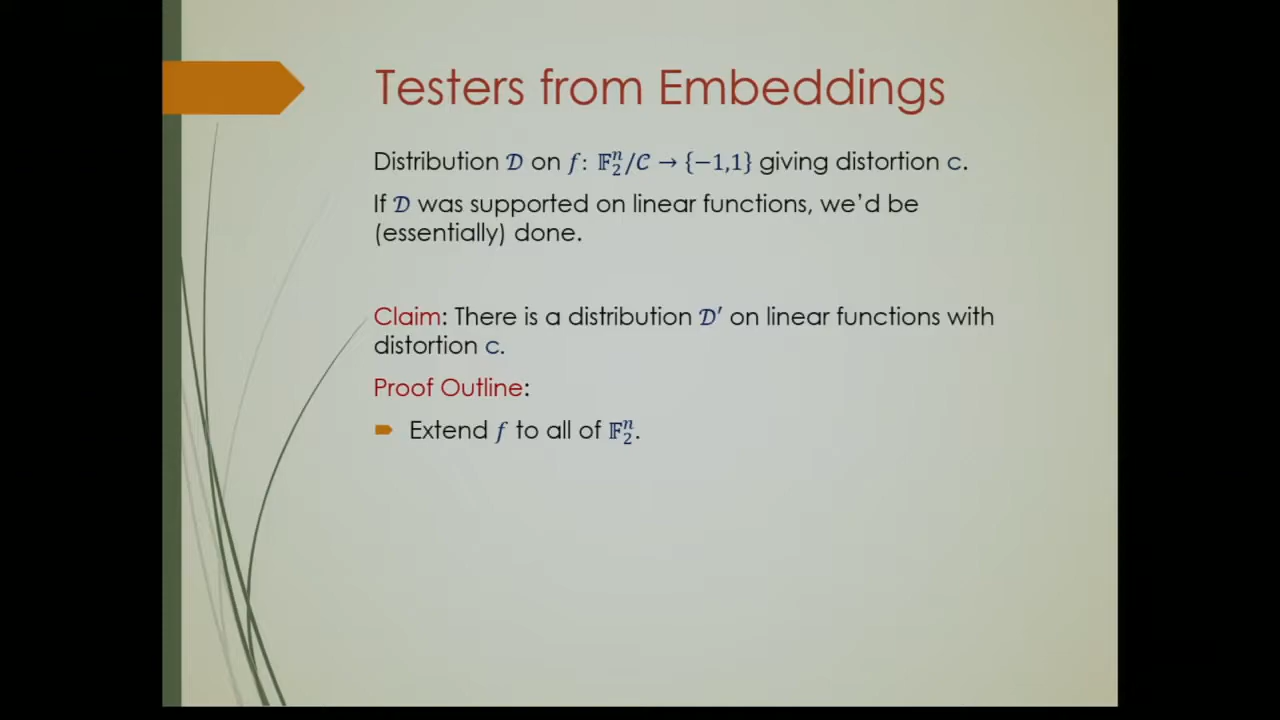 Testers from Embeddings
Distribution 𝒟 on f: 𝔽₂ⁿ/𝒞 → {−1,1} giving distortion c.
If 𝒟 was supported on linear functions, we'd be
(essentially) done.
Claim: There is a distribution 𝒟′ on linear functions with
distortion c.
Proof Outline:
Extend f to all of 𝔽₂ⁿ.